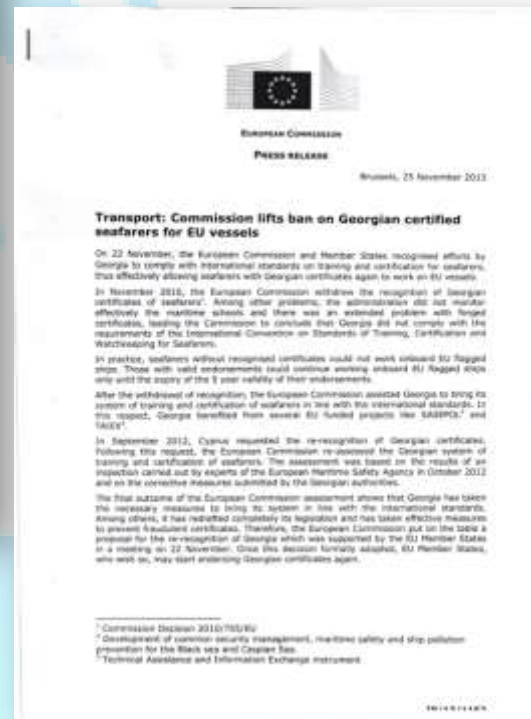 EUROPEAN COMMISSION
PRESS RELEASE
Brussels, 25 November 2013
Transport: Commission lifts ban on Georgian certified
seafarers for EU vessels
On 22 November, the European Commission and Member States recognised efforts by
Georgia to comply with international standards on training and certification for seafarers,
thus effectively allowing seafarers with Georgian certificates again to work on EU vessels.
In November 2010, the European Commission withdrew the recognition of Georgian
certificates of seafarers¹. Among other problems, the administration did not monitor
effectively the maritime schools and there was an extended problem with forged
certificates, leading the Commission to conclude that Georgia did not comply with the
requirements of the International Convention on Standards of Training, Certification and
Watchkeeping for Seafarers.
In practice, seafarers without recognised certificates could not work onboard EU flagged
ships. Those with valid endorsements could continue working onboard EU flagged ships
only until the expiry of the 5 year validity of their endorsements.
After the withdrawal of recognition, the European Commission assisted Georgia to bring its
system of training and certification of seafarers in line with the international standards. In
this respect, Georgia benefited from several EU funded projects like SASEPOL² and
TAIEX³.
In September 2012, Cyprus requested the re-recognition of Georgian certificates.
Following this request, the European Commission re-assessed the Georgian system of
training and certification of seafarers. The assessment was based on the results of an
inspection carried out by experts of the European Maritime Safety Agency in October 2012
and on the corrective measures submitted by the Georgian authorities.
The final outcome of the European Commission assessment shows that Georgia has taken
the necessary measures to bring its system in line with the international standards.
Among others, it has redrafted completely its legislation and has taken effective measures
to prevent fraudulent certificates. Therefore, the European Commission put on the table a
proposal for the re-recognition of Georgia which was supported by the EU Member States
in a meeting on 22 November. Once this decision formally adopted, EU Member States,
who wish so, may start endorsing Georgian certificates again.
¹ Commission Decision 2010/705/EU
² Development of common security management, maritime safety and ship pollution
prevention for the Black sea and Caspian Sea.
³ Technical Assistance and Information Exchange instrument